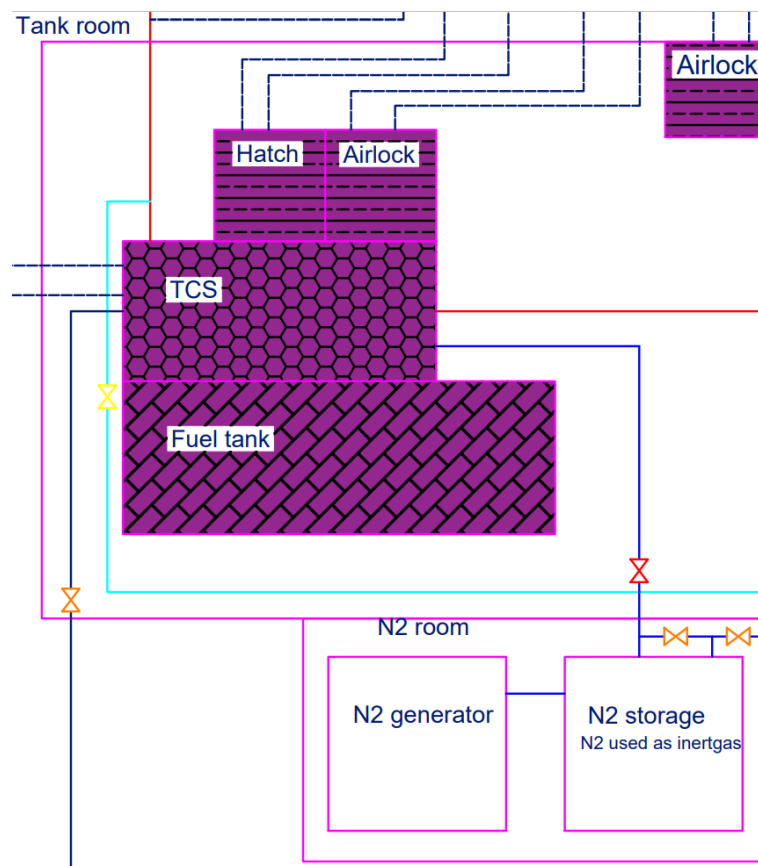 Tank room
Airlock
Hatch
Airlock
TCS
Fuel tank
N2 room
N2 generator
N2 storage
N2 used as inertgas